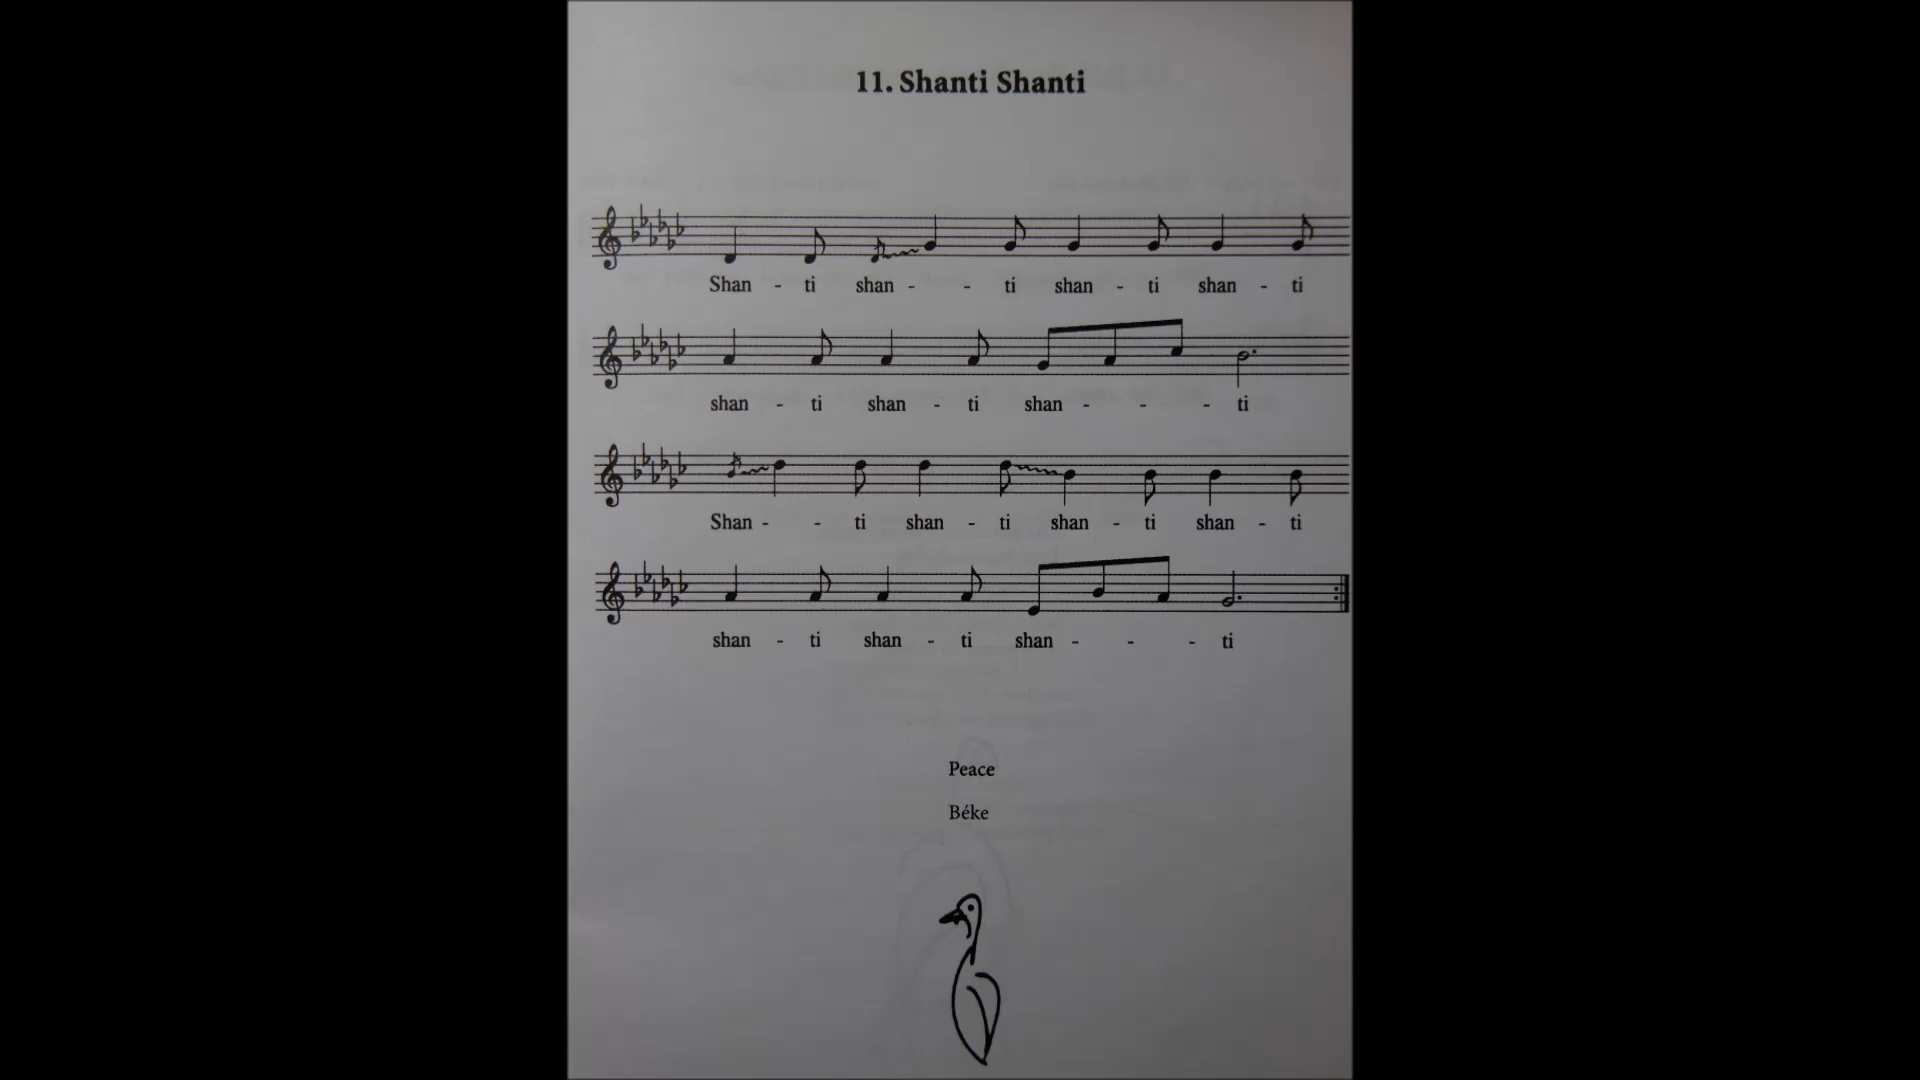 11. Shanti Shanti
Shan - ti shan - - ti shan - ti shan - ti
shan - ti shan - ti shan - - - ti
Shan - - ti shan - ti shan - ti shan - ti
shan - ti shan - ti shan - - - ti
Peace
Béke